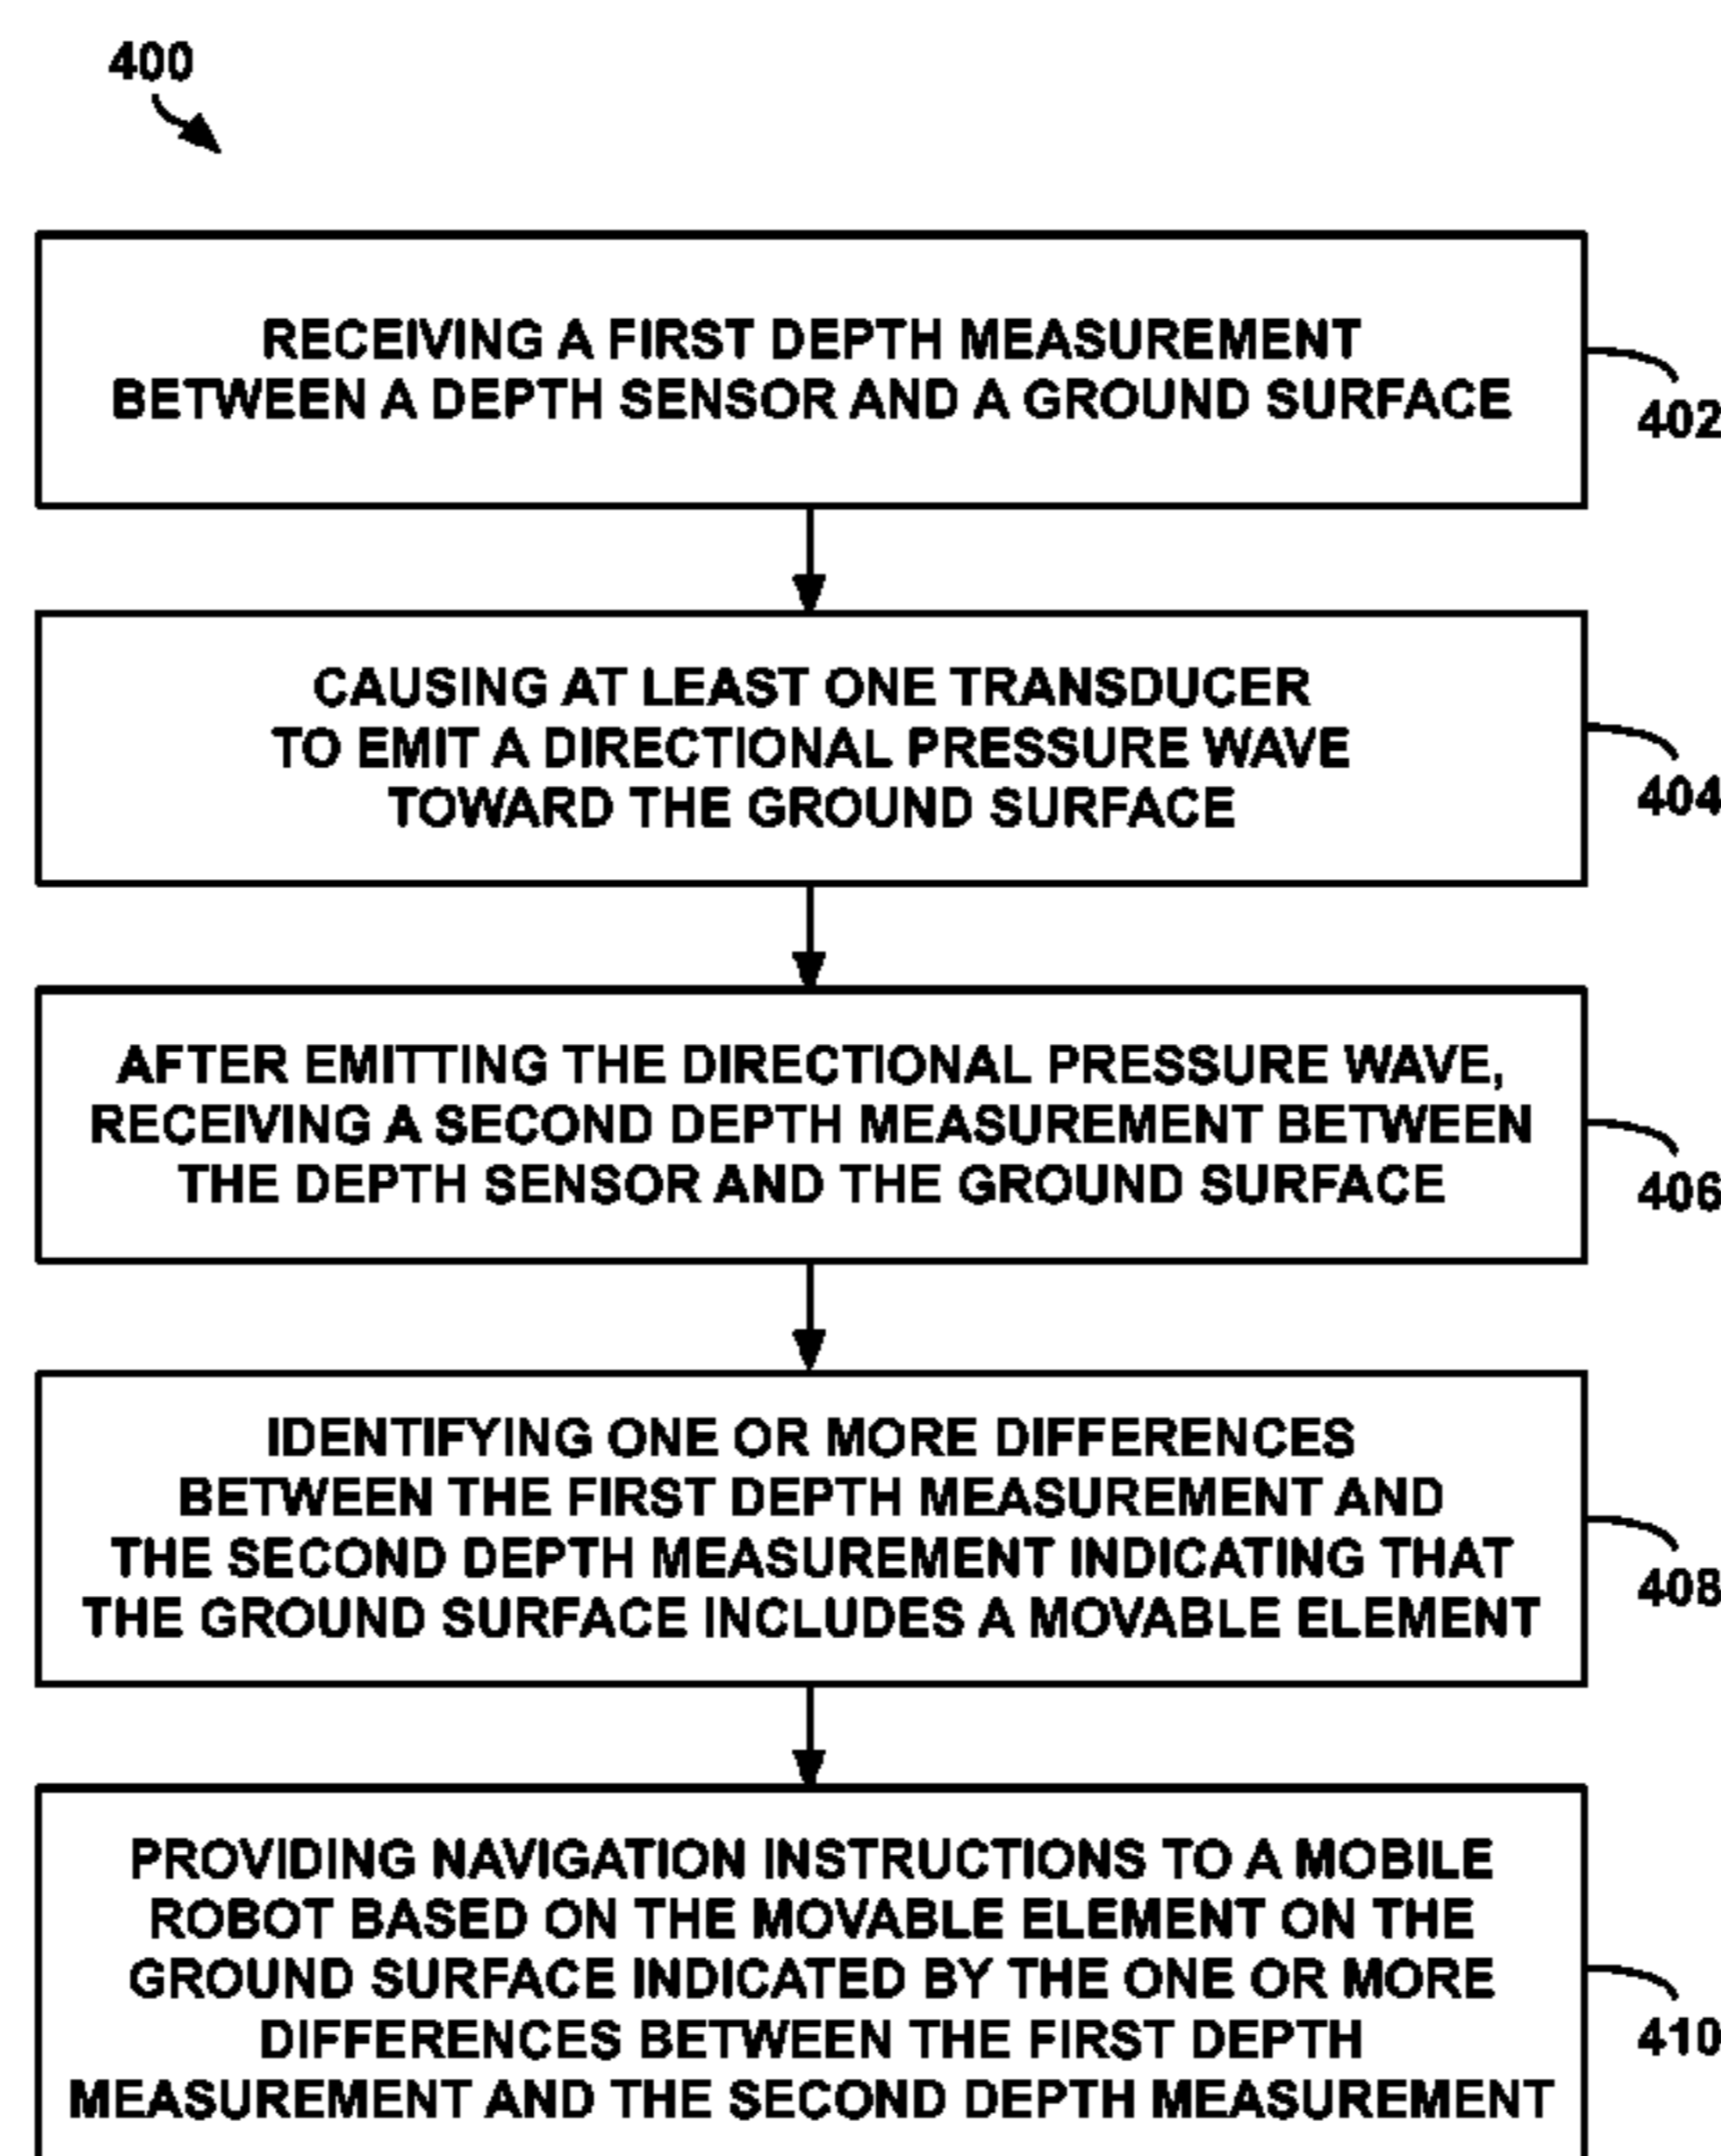 400
RECEIVING A FIRST DEPTH MEASUREMENT
BETWEEN A DEPTH SENSOR AND A GROUND SURFACE
402
CAUSING AT LEAST ONE TRANSDUCER
TO EMIT A DIRECTIONAL PRESSURE WAVE
TOWARD THE GROUND SURFACE
404
AFTER EMITTING THE DIRECTIONAL PRESSURE WAVE,
RECEIVING A SECOND DEPTH MEASUREMENT BETWEEN
THE DEPTH SENSOR AND THE GROUND SURFACE
406
IDENTIFYING ONE OR MORE DIFFERENCES
BETWEEN THE FIRST DEPTH MEASUREMENT AND
THE SECOND DEPTH MEASUREMENT INDICATING THAT
THE GROUND SURFACE INCLUDES A MOVABLE ELEMENT
408
PROVIDING NAVIGATION INSTRUCTIONS TO A MOBILE
ROBOT BASED ON THE MOVABLE ELEMENT ON THE
GROUND SURFACE INDICATED BY THE ONE OR MORE
DIFFERENCES BETWEEN THE FIRST DEPTH
MEASUREMENT AND THE SECOND DEPTH MEASUREMENT
410